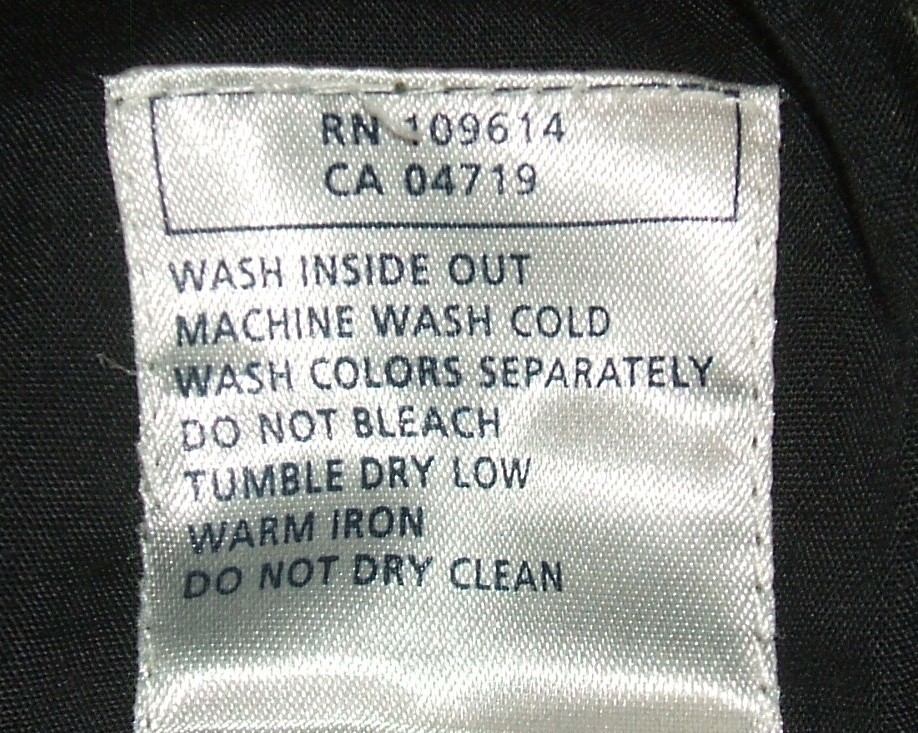 RN 109614
CA 04719
WASH INSIDE OUT
MACHINE WASH COLD
WASH COLORS SEPARATELY
DO NOT BLEACH
TUMBLE DRY LOW
WARM IRON
DO NOT DRY CLEAN